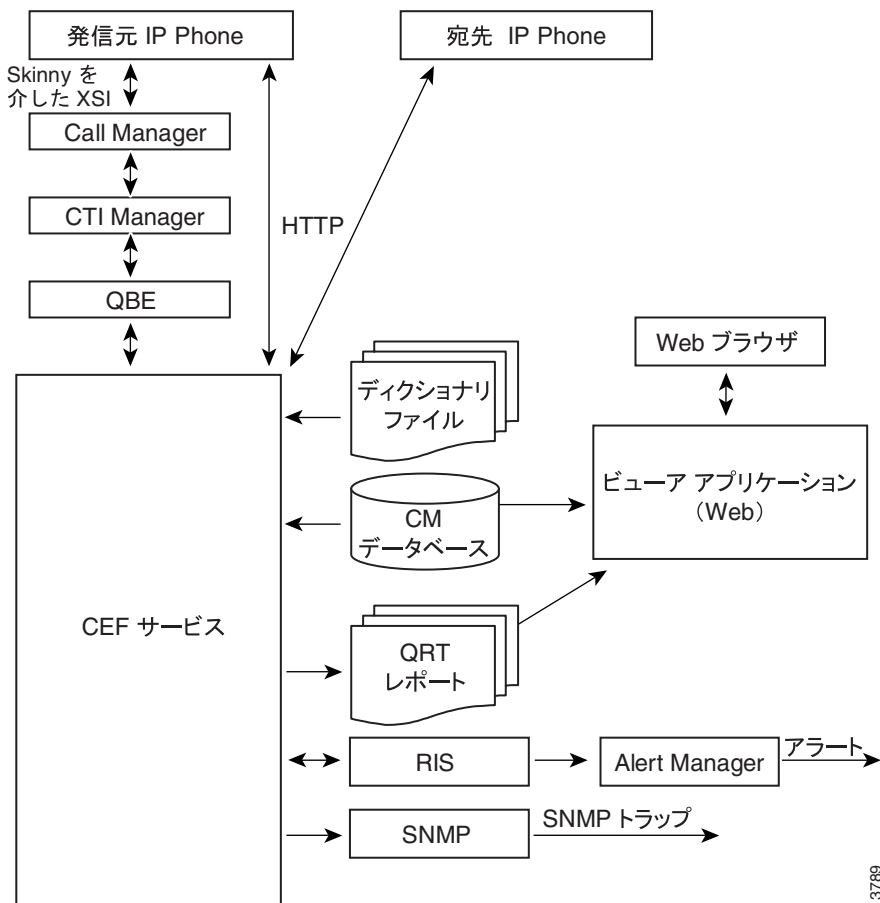 発信元 IP Phone
宛先 IP Phone
Skinny を
介した XSI
Call Manager
CTI Manager
HTTP
QBE
Web ブラウザ
ディクショナリ
ファイル
ビューア アプリケーション
（Web）
CM
データベース
CEF サービス
QRT
レポート
RIS
Alert Manager
アラート
SNMP
SNMP トラップ
3789